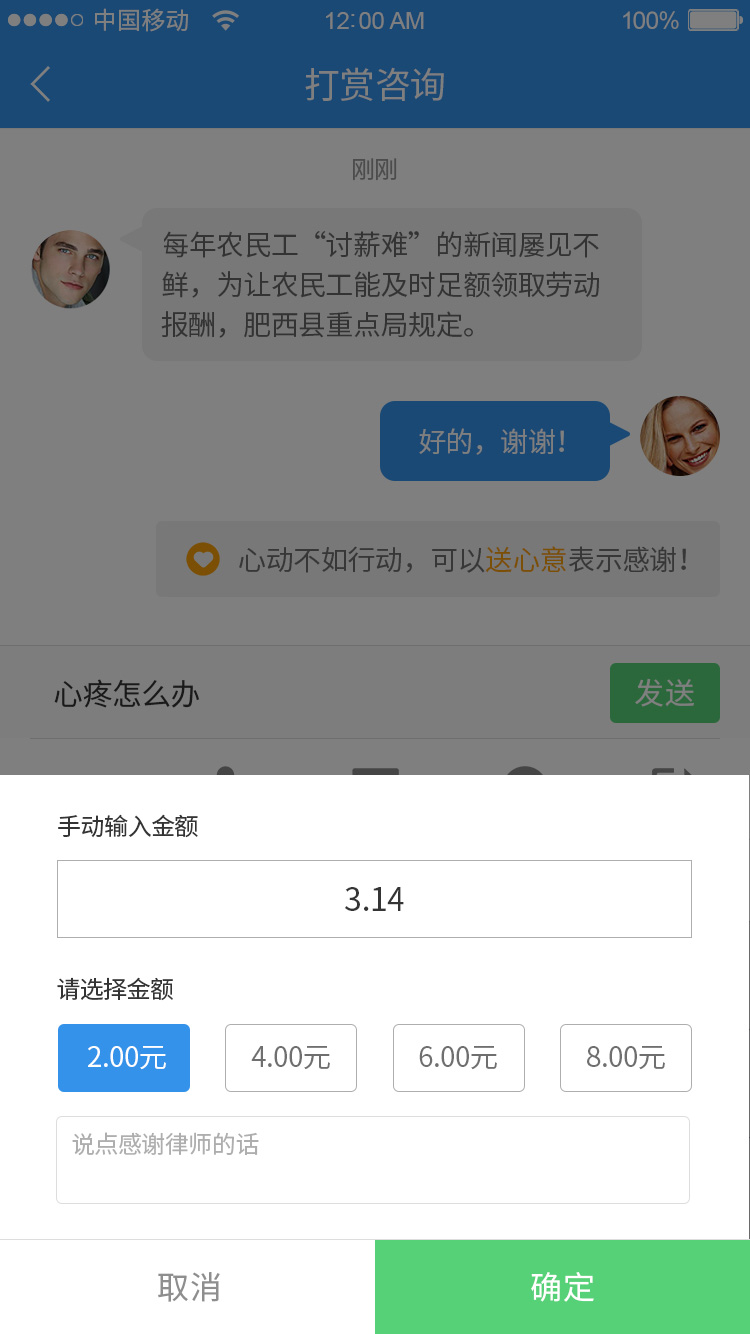 中国移动 12:00 AM 100%
打赏咨询
刚刚
每年农民工“讨薪难”的新闻屡见不
鲜，为让农民工能及时足额领取劳动
报酬，肥西县重点局规定。
好的，谢谢！
心动不如行动，可以送心意表示感谢！
心疼怎么办 发送
手动输入金额
3.14
请选择金额
2.00元 4.00元 6.00元 8.00元
说点感谢律师的话
取消 确定